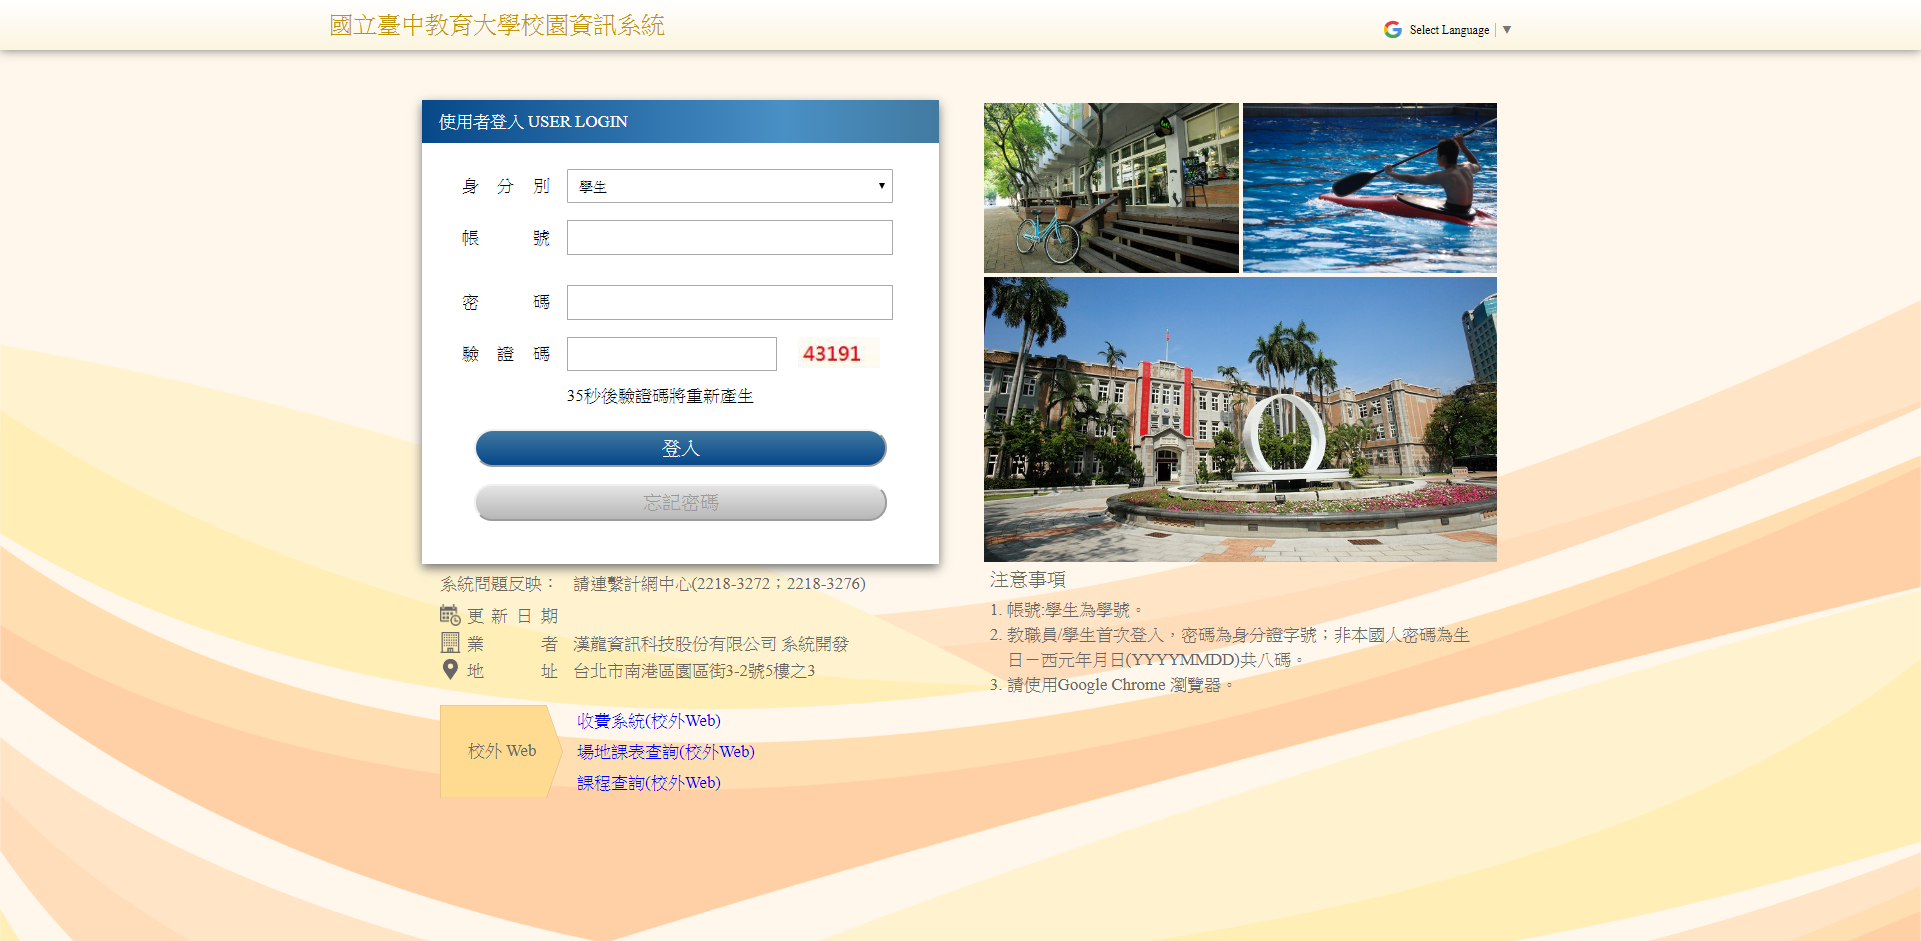 國立臺中教育大學校園資訊系統
Select Language ▼
使用者登入 USER LOGIN
身 分 別 學生
帳 號
密 碼
驗 證 碼 43191
35秒後驗證碼將重新產生
登入
忘記密碼
系統問題反映： 請連繫計網中心(2218-3272；2218-3276)
更 新 日 期
業 者 漢龍資訊科技股份有限公司 系統開發
地 址 台北市南港區園區街3-2號5樓之3
校外 Web
收費系統(校外Web)
場地課表查詢(校外Web)
課程查詢(校外Web)
注意事項
1. 帳號:學生為學號。
2. 教職員/學生首次登入，密碼為身分證字號；非本國人密碼為生
日－西元年月日(YYYYMMDD)共八碼。
3. 請使用Google Chrome 瀏覽器。